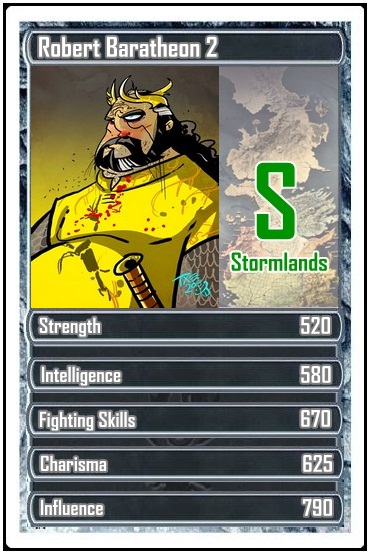 Robert Baratheon 2
S
Stormlands
Strength 520
Intelligence 580
Fighting Skills 670
Charisma 625
Influence 790